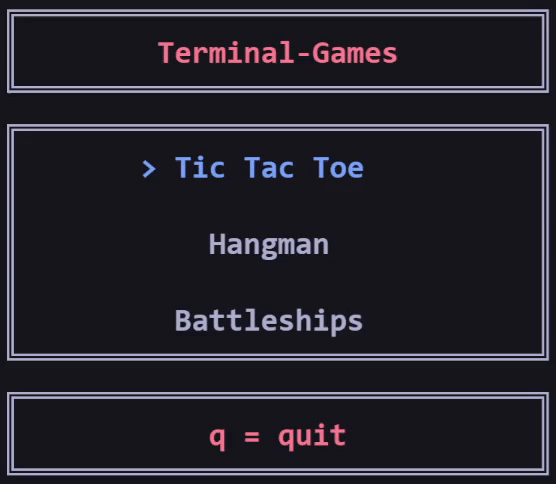 Terminal-Games
> Tic Tac Toe
Hangman
Battleships
q = quit